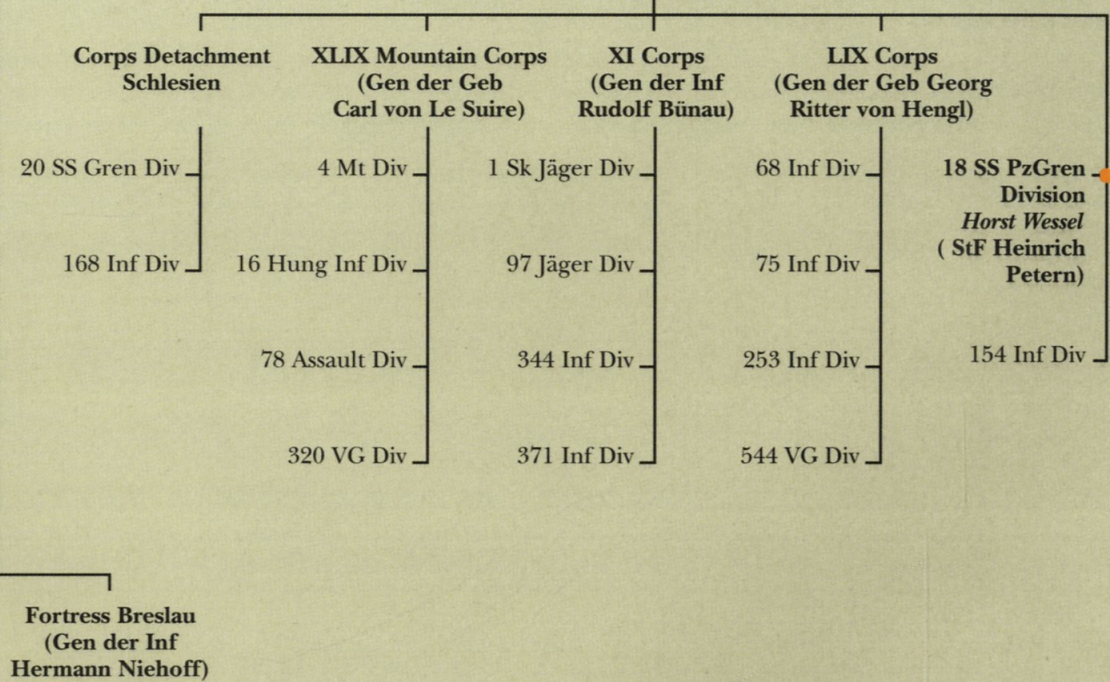 Corps Detachment
Schlesien
20 SS Gren Div
168 Inf Div
XLIX Mountain Corps
(Gen der Geb
Carl von Le Suire)
4 Mt Div
16 Hung Inf Div
78 Assault Div
320 VG Div
XI Corps
(Gen der Inf
Rudolf Bünau)
1 Sk Jäger Div
97 Jäger Div
344 Inf Div
371 Inf Div
LIX Corps
(Gen der Geb Georg
Ritter von Hengl)
68 Inf Div
75 Inf Div
253 Inf Div
544 VG Div
18 SS PzGren
Division
Horst Wessel
( StF Heinrich
Petern)
154 Inf Div
Fortress Breslau
(Gen der Inf
Hermann Niehoff)